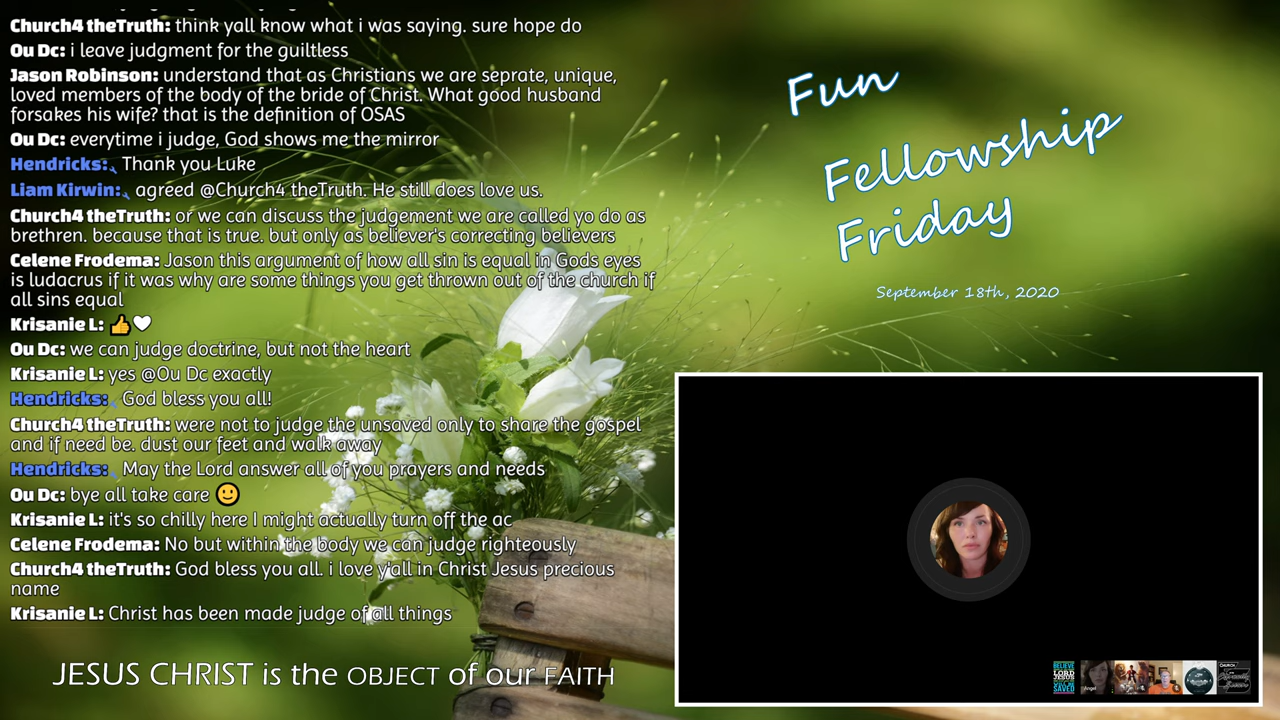 Church4 theTruth: think yall know what i was saying. sure hope do
Ou Dc: i leave judgment for the guiltless
Jason Robinson: understand that as Christians we are seprate, unique,
loved members of the body of the bride of Christ. What good husband
forsakes his wife? that is the definition of OSAS
Ou Dc: everytime i judge, God shows me the mirror
Hendricks: Thank you Luke
Liam Kirwin: agreed @Church4 theTruth. He still does love us.
Church4 theTruth: or we can discuss the judgement we are called yo do as
brethren. because that is true. but only as believer's correcting believers
Celene Frodema: Jason this argument of how all sin is equal in Gods eyes
is ludacrus if it was why are some things you get thrown out of the church if
all sins equal
Krisanie L: 👍🤍
Ou Dc: we can judge doctrine, but not the heart
Krisanie L: yes @Ou Dc exactly
Hendricks: God bless you all!
Church4 theTruth: were not to judge the unsaved only to share the gospel
and if need be. dust our feet and walk away
Hendricks: May the Lord answer all of you prayers and needs
Ou Dc: bye all take care 🙂
Krisanie L: it's so chilly here I might actually turn off the ac
Celene Frodema: No but within the body we can judge righteously
Church4 theTruth: God bless you all. i love y'all in Christ Jesus precious
name
Krisanie L: Christ has been made judge of all things
JESUS CHRIST is the OBJECT of our FAITH
Fun
Fellowship
Friday
September 18th, 2020
BELIEVE
LORD
JESUS
SAVED
Angel